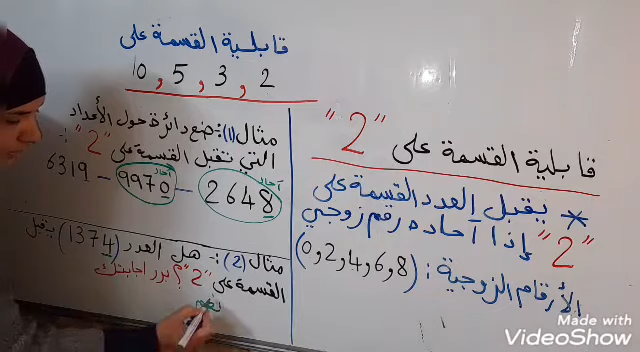 قابلية القسمة على
2 , 3 , 5 , 10
قابلية القسمة على "2"
* يقبل العدد القسمة على
"2" إذا آحاده رقم زوجي
الأرقام الزوجية : (0,2,4,6,8)
مثال (1) :- ضع دائرة حول الأعداد
التي تقبل القسمة على "2" :-
آحاد آحاد
2648 - 9970 - 6319
مثال (2) :- هل العدد (1374) يقبل
القسمة على "2" ؟ برر اجابتك
نعم
Made with
VideoShow